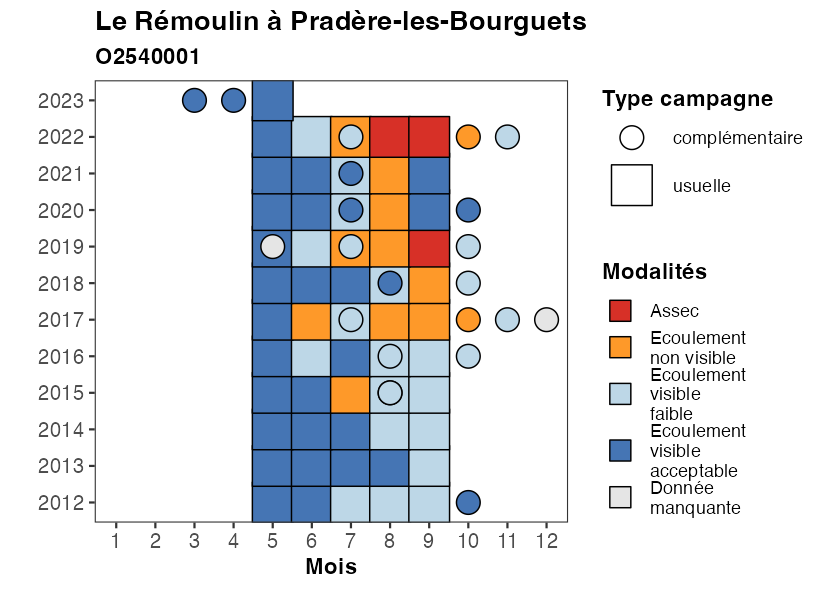 Le Rémoulin à Pradère-les-Bourguets
O2540001
2023
2022
2021
2020
2019
2018
2017
2016
2015
2014
2013
2012
1 2 3 4 5 6 7 8 9 10 11 12
Mois
Type campagne
complémentaire
usuelle
Modalités
Assec
Ecoulement
non visible
Ecoulement
visible
faible
Ecoulement
visible
acceptable
Donnée
manquante